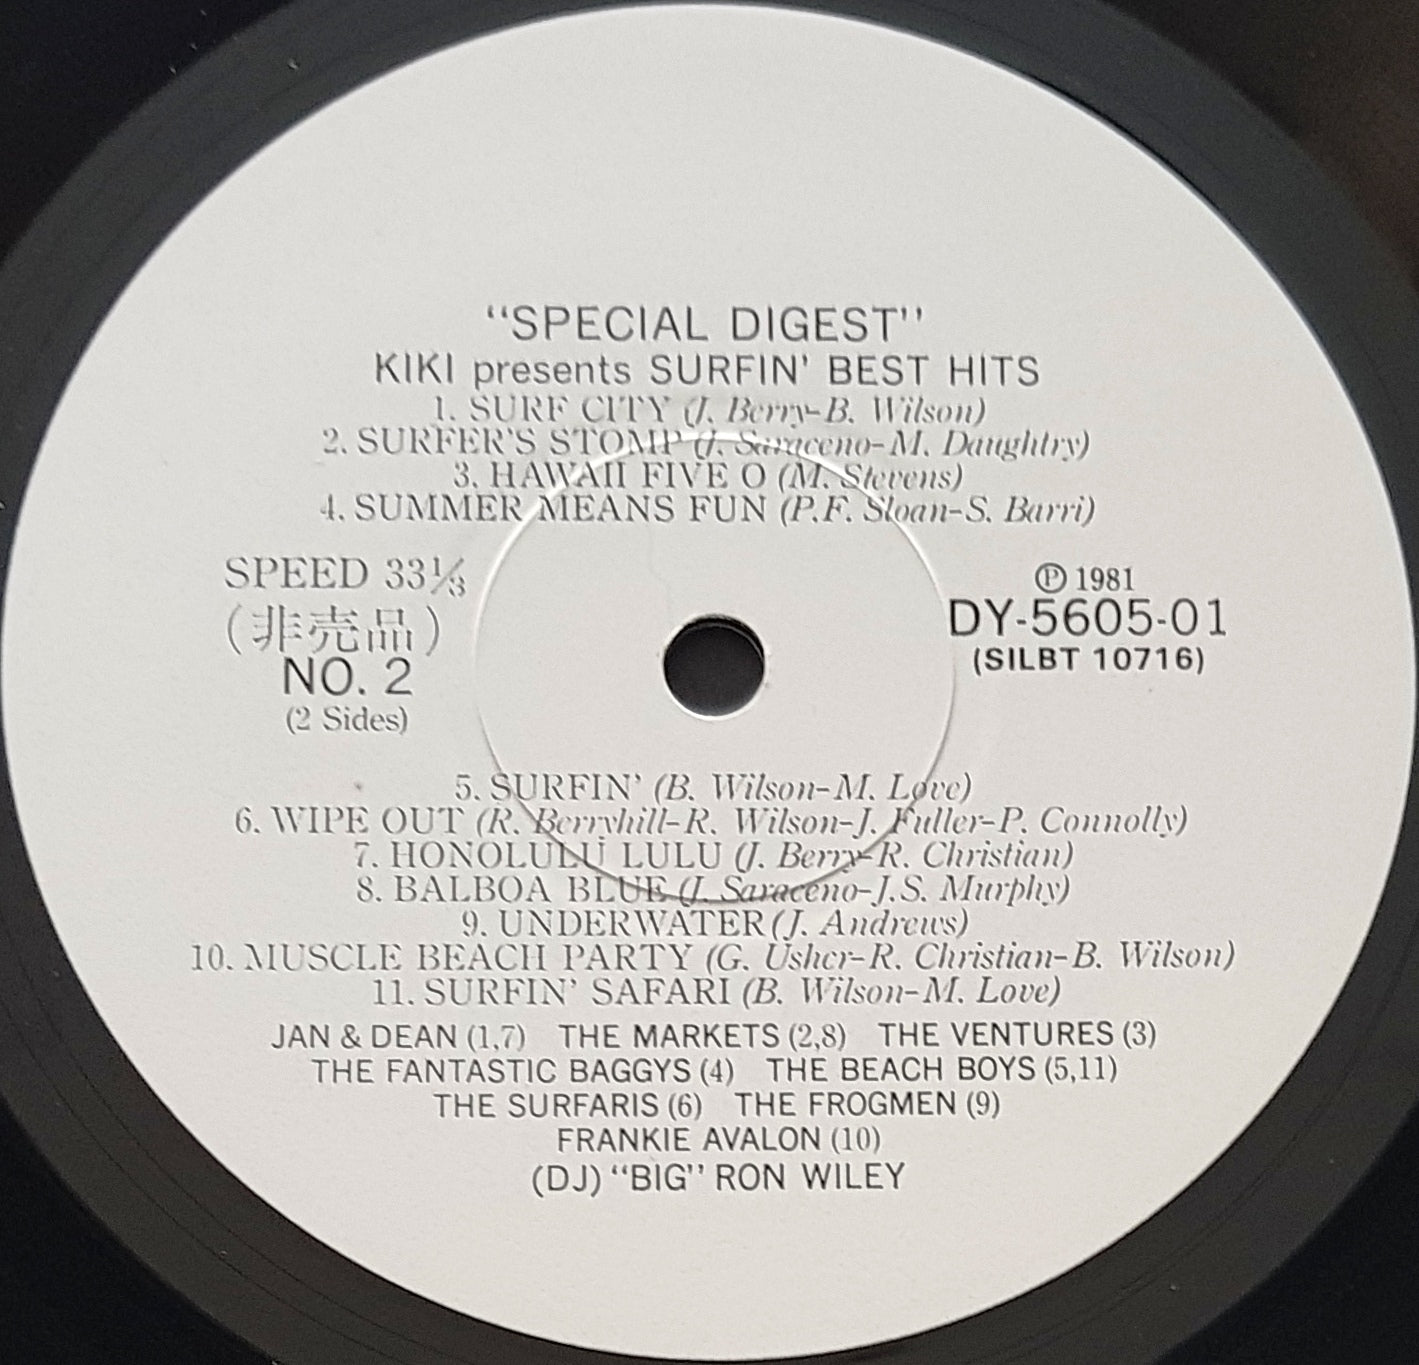 “SPECIAL DIGEST”
KIKI presents SURFIN' BEST HITS
1. SURF CITY (J. Berry-B. Wilson)
2. SURFER'S STOMP (J. Saraceno-M. Daughtry)
3. HAWAII FIVE O (M. Stevens)
4. SUMMER MEANS FUN (P.F. Sloan-S. Barri)
SPEED 33⅓
(非売品)
NO. 2
(2 Sides)
Ⓟ 1981
DY-5605-01
(SILBT 10716)
5. SURFIN' (B. Wilson-M. Love)
6. WIPE OUT (R. Berryhill-R. Wilson-J. Fuller-P. Connolly)
7. HONOLULU LULU (J. Berry-R. Christian)
8. BALBOA BLUE (J. Saraceno-J.S. Murphy)
9. UNDERWATER (J. Andrews)
10. MUSCLE BEACH PARTY (G. Usher-R. Christian-B. Wilson)
11. SURFIN' SAFARI (B. Wilson-M. Love)
JAN & DEAN (1,7) THE MARKETS (2,8) THE VENTURES (3)
THE FANTASTIC BAGGYS (4) THE BEACH BOYS (5,11)
THE SURFARIS (6) THE FROGMEN (9)
FRANKIE AVALON (10)
(DJ) “BIG” RON WILEY